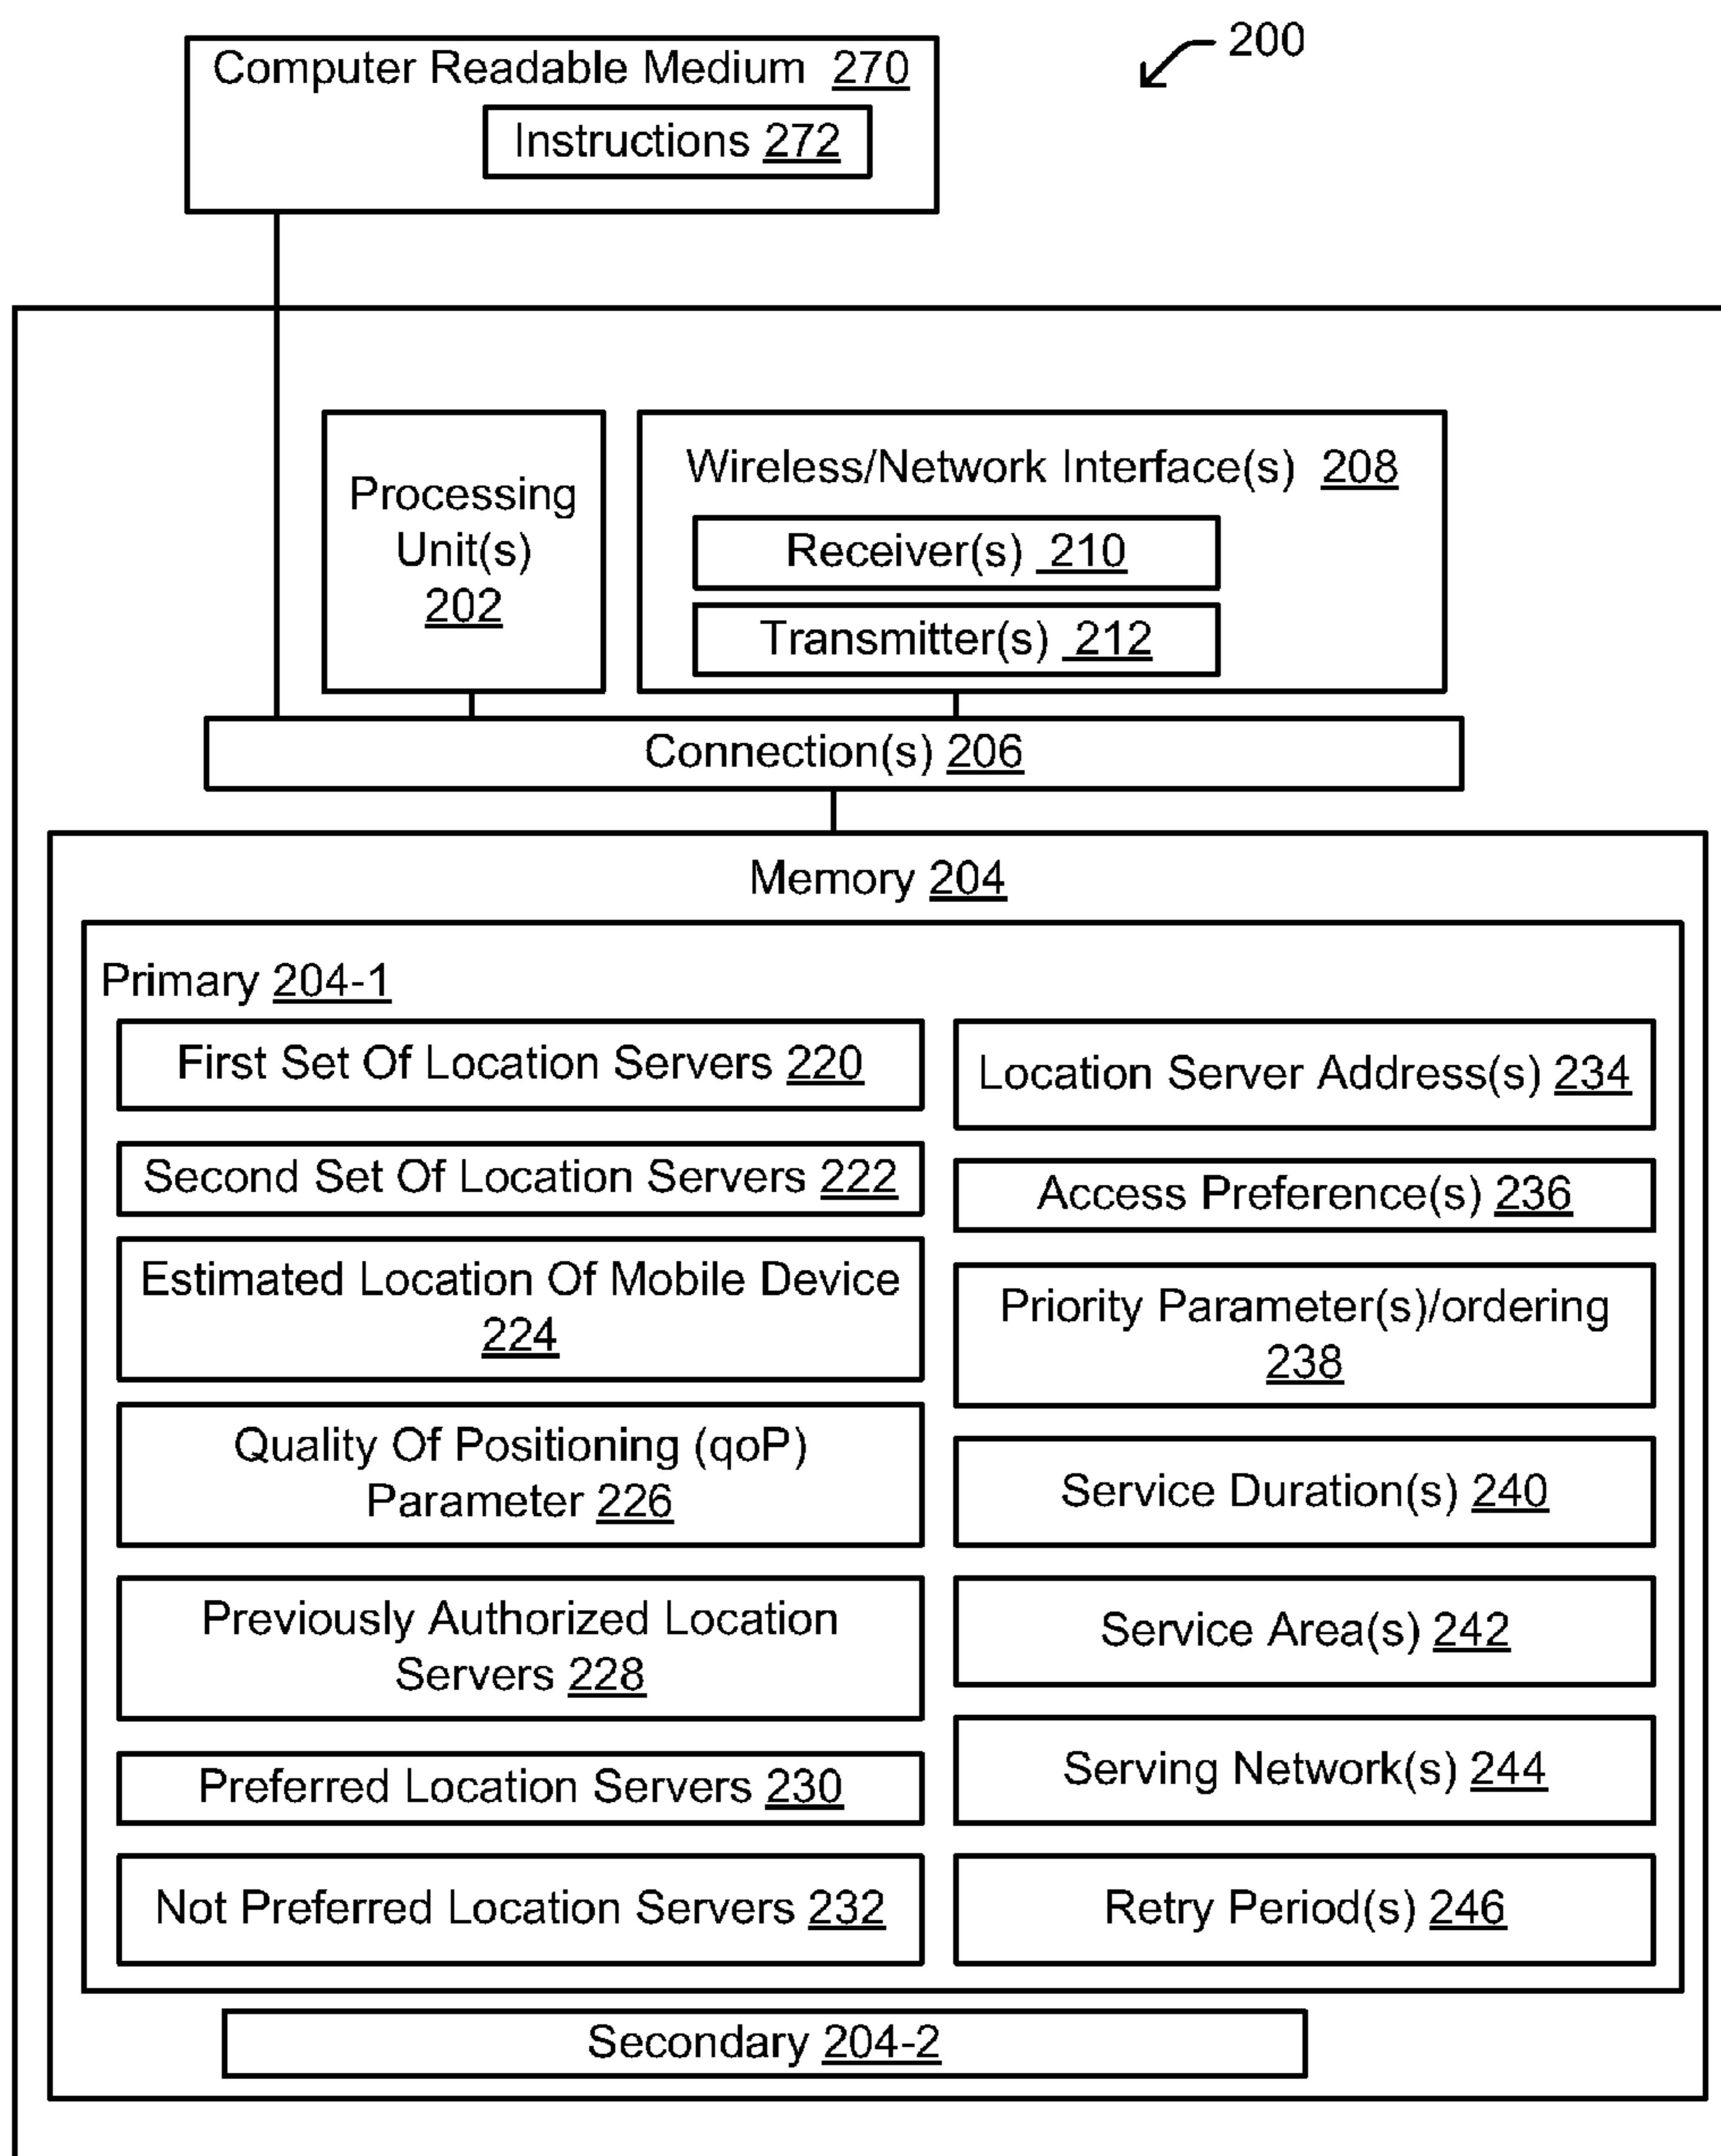 200
Computer Readable Medium 270
Instructions 272
Processing
Unit(s)
202
Wireless/Network Interface(s) 208
Receiver(s) 210
Transmitter(s) 212
Connection(s) 206
Memory 204
Primary 204-1
First Set Of Location Servers 220
Second Set Of Location Servers 222
Estimated Location Of Mobile Device
224
Quality Of Positioning (qoP)
Parameter 226
Previously Authorized Location
Servers 228
Preferred Location Servers 230
Not Preferred Location Servers 232
Location Server Address(s) 234
Access Preference(s) 236
Priority Parameter(s)/ordering
238
Service Duration(s) 240
Service Area(s) 242
Serving Network(s) 244
Retry Period(s) 246
Secondary 204-2